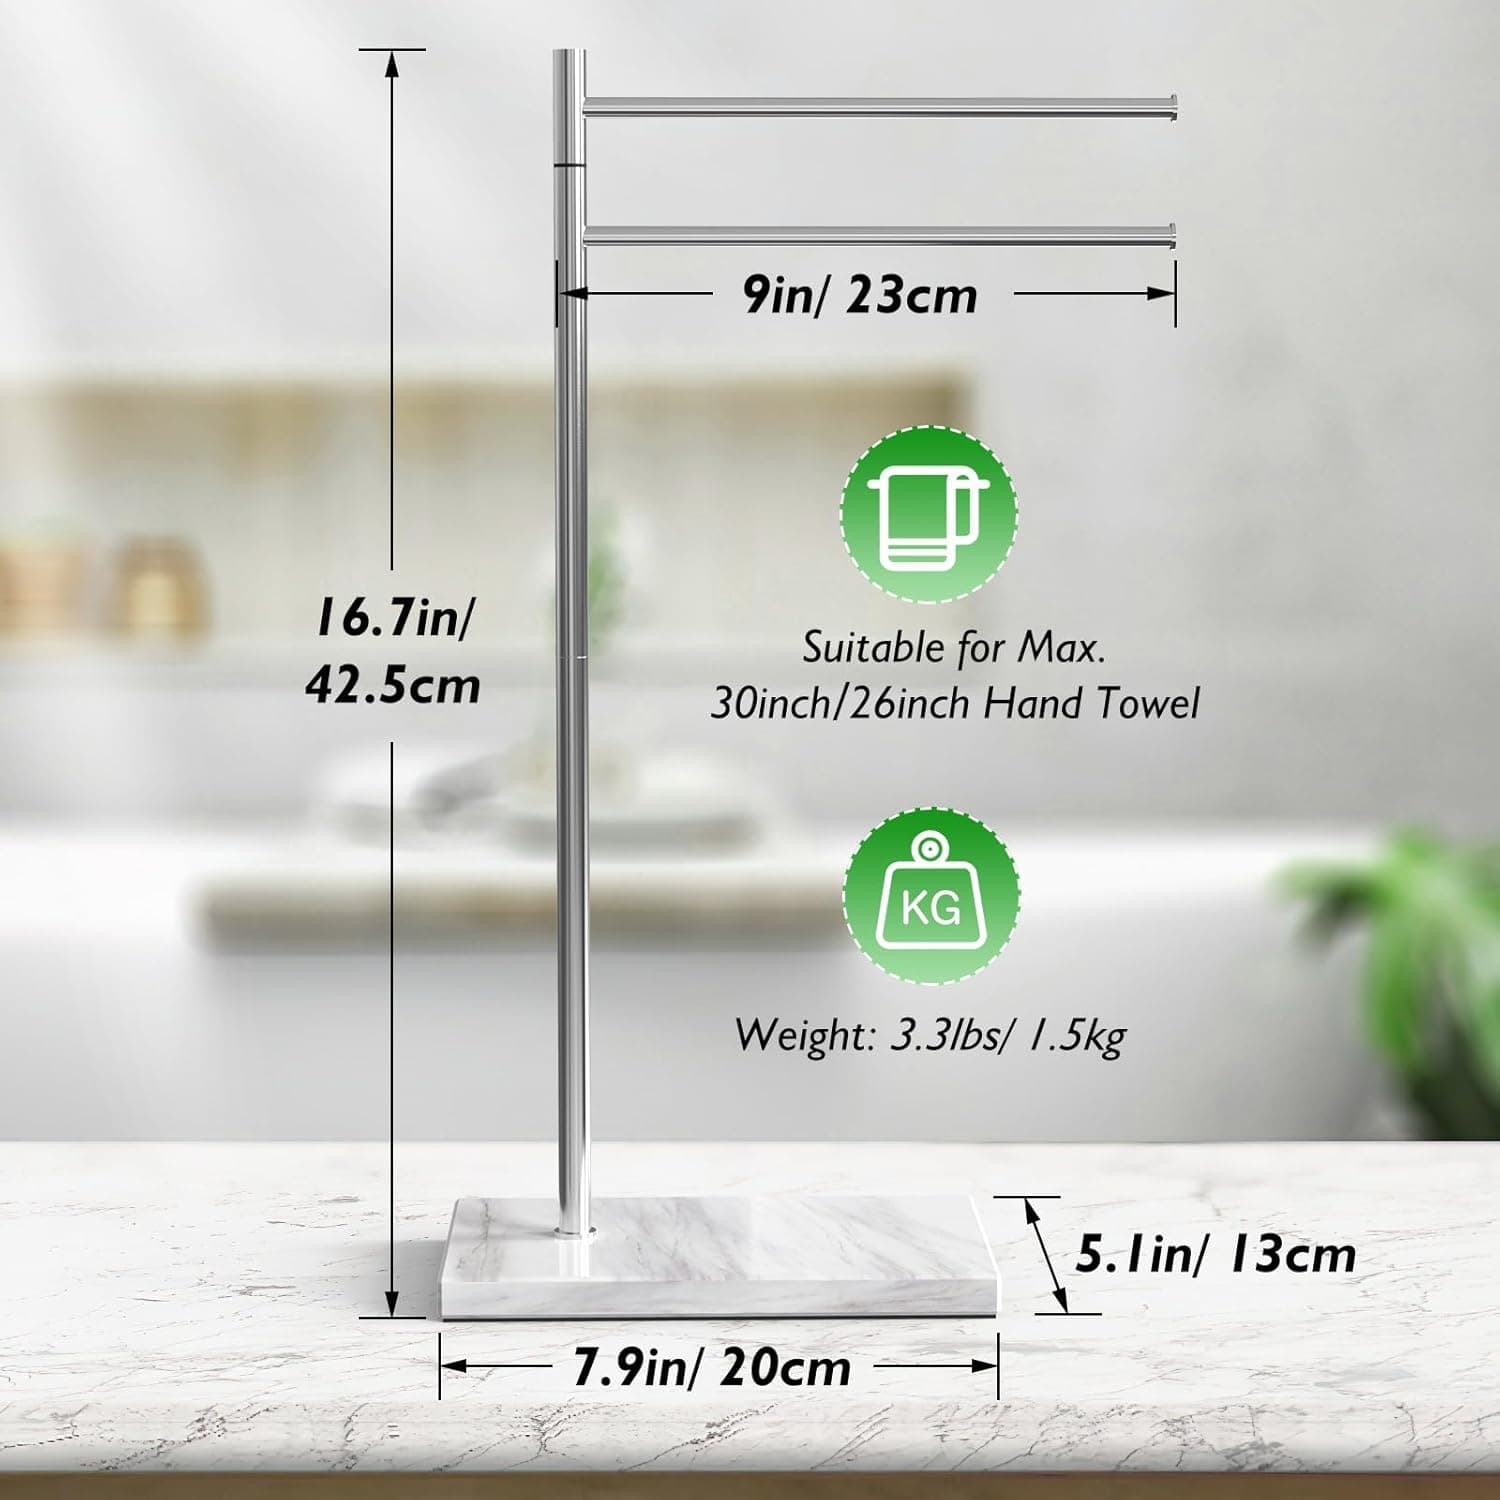 9in/ 23cm
16.7in/
42.5cm
Suitable for Max.
30inch/26inch Hand Towel
KG
Weight: 3.3lbs/ 1.5kg
5.1in/ 13cm
7.9in/ 20cm